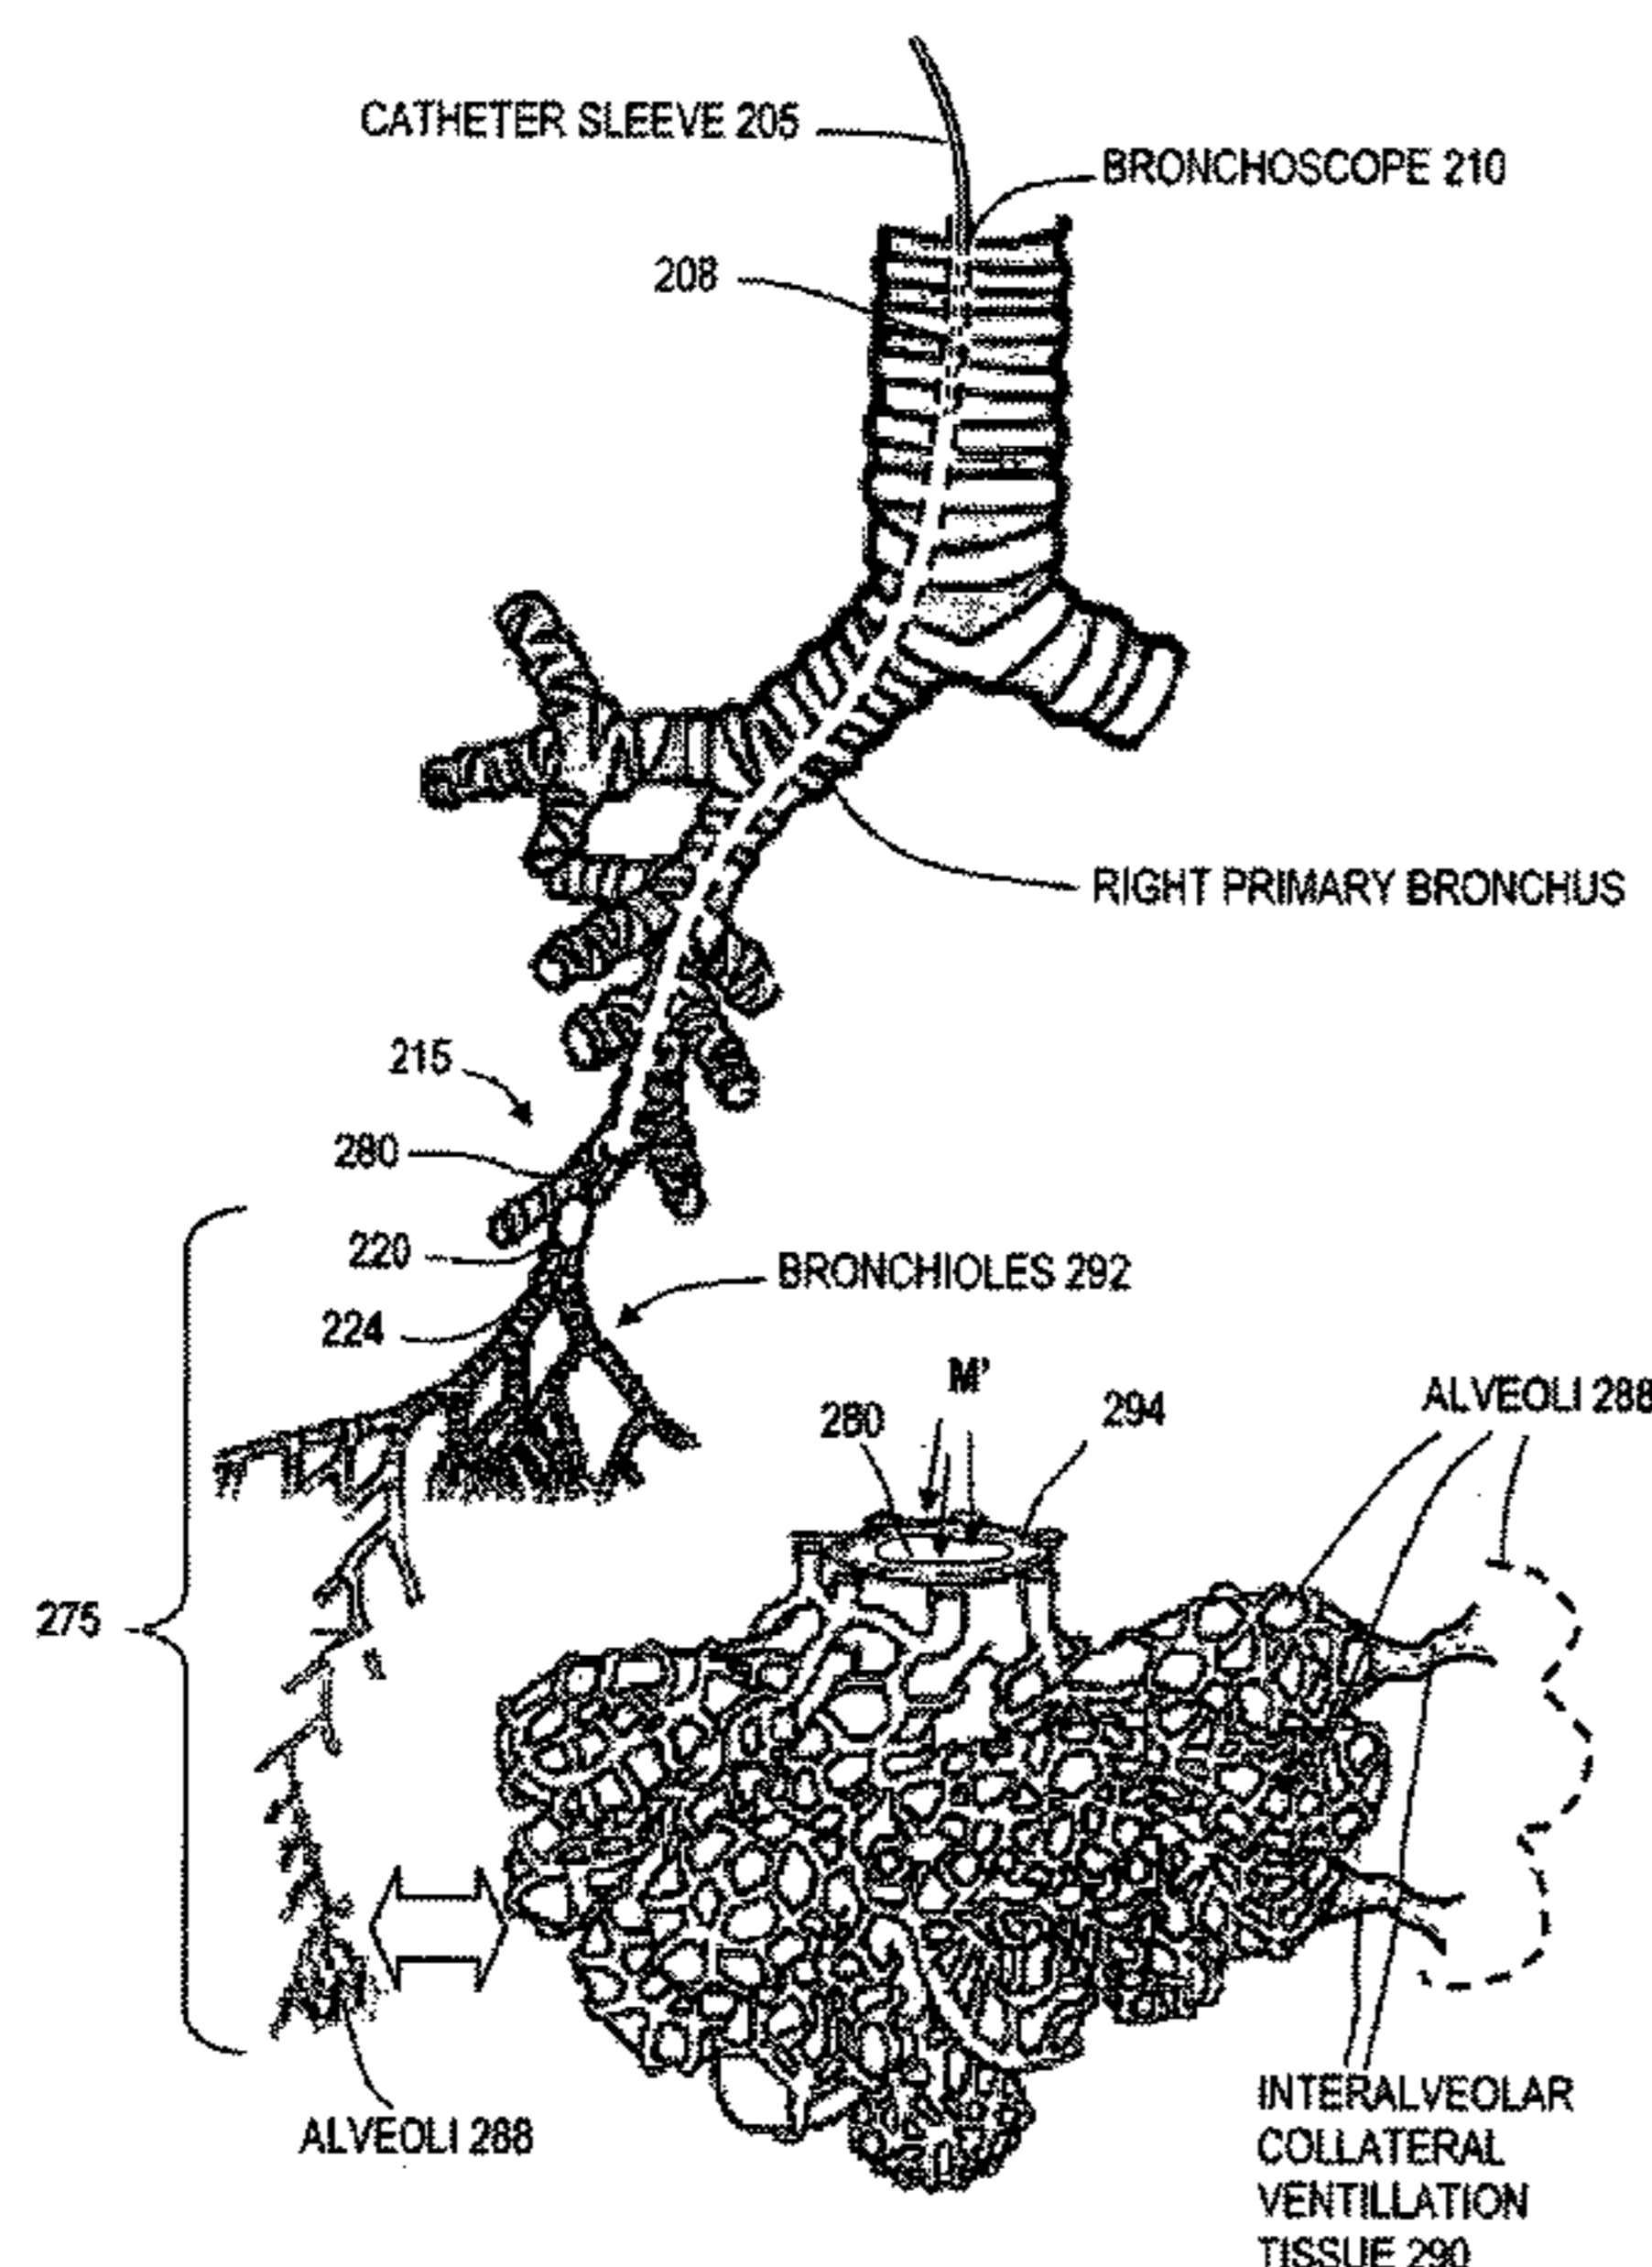 CATHETER SLEEVE 205
BRONCHOSCOPE 210
208
RIGHT PRIMARY BRONCHUS
215
280
220
BRONCHIOLES 292
224
M'
ALVEOLI 288
280
294
275
ALVEOLI 288
INTERALVEOLAR
COLLATERAL
VENTILLATION
TISSUE 290